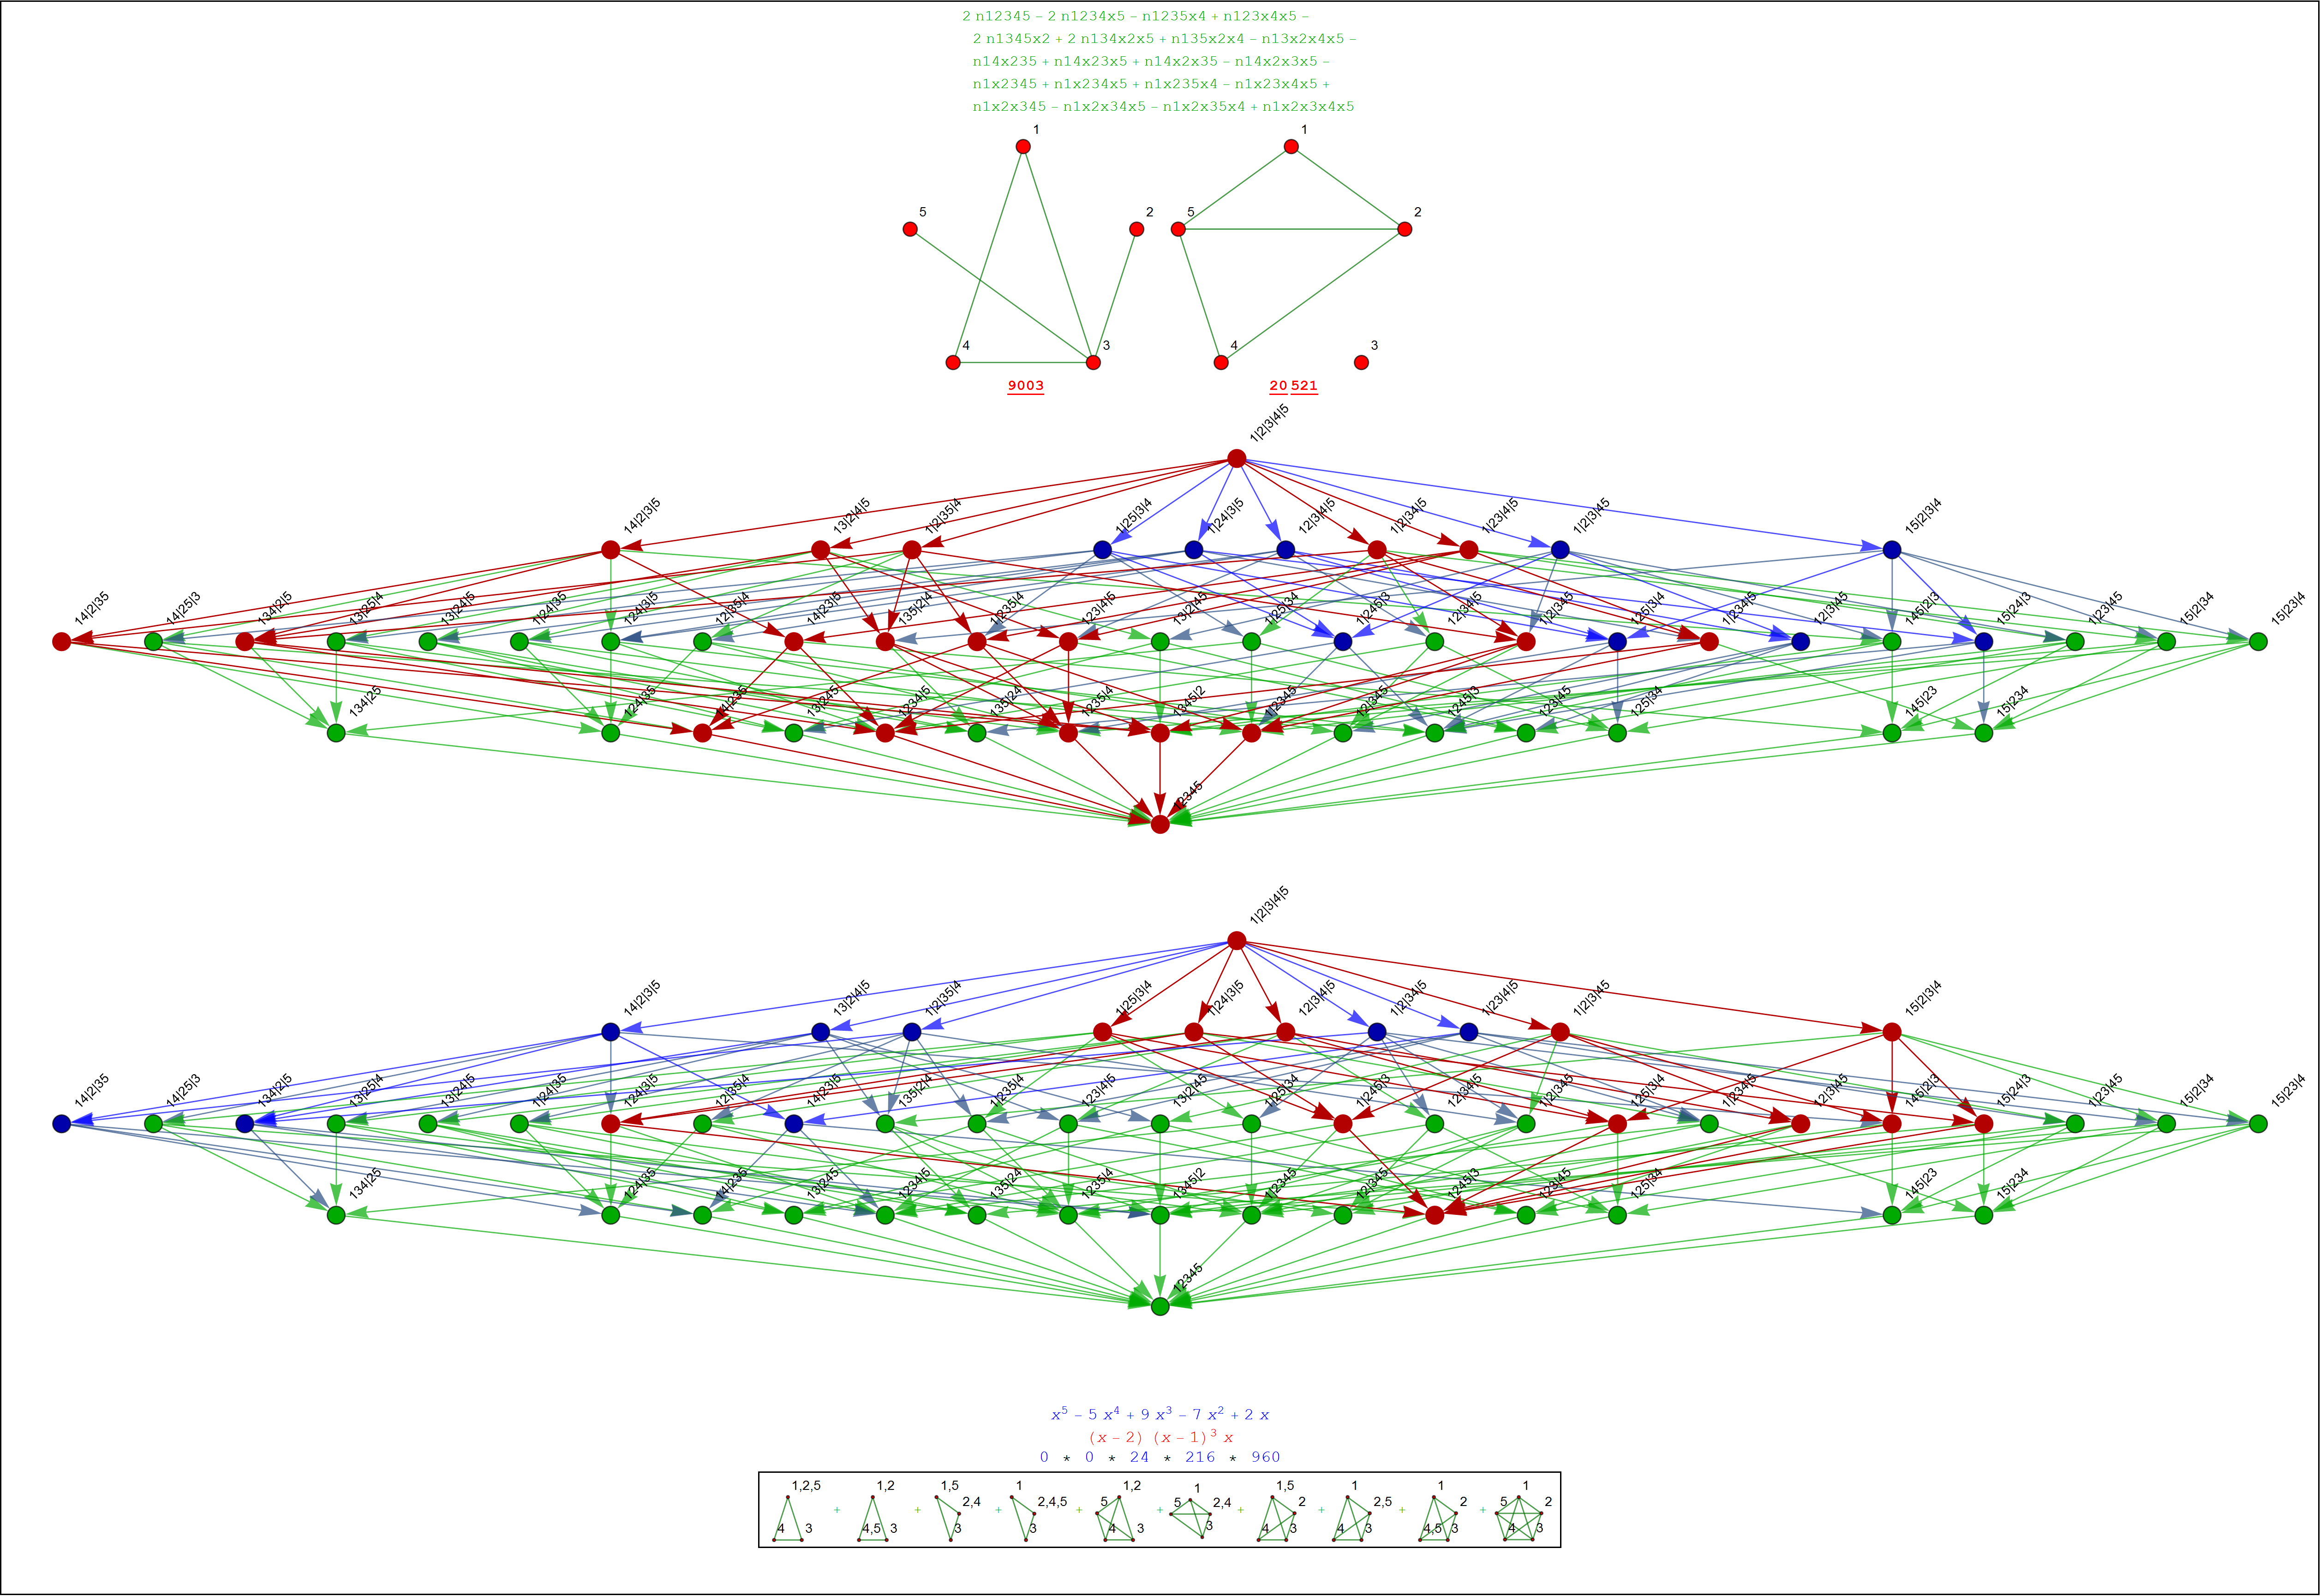 2 n12345 – 2 n1234x5 – n1235x4 + n123x4x5 –
2 n1345x2 + 2 n134x2x5 + n135x2x4 – n13x2x4x5 –
n14x235 + n14x23x5 + n14x2x35 – n14x2x3x5 –
n1x2345 + n1x234x5 + n1x235x4 – n1x23x4x5 +
n1x2x345 – n1x2x34x5 – n1x2x35x4 + n1x2x3x4x5
1 1
5 2 5 2
4 3 4 3
9003 20 521
1|2|3|4|5
14|2|3|5 13|2|4|5 1|2|35|4 1|25|3|4 1|24|3|5 12|3|4|5 1|2|34|5 1|23|4|5 1|2|3|45 15|2|3|4
14|2|35 14|25|3 134|2|5 13|25|4 13|24|5 1|24|35 124|3|5 12|35|4 14|23|5 135|2|4 1|235|4 123|4|5 13|2|45 1|25|34 1|245|3 12|34|5 1|2|345 125|3|4 1|234|5 12|3|45 145|2|3 15|24|3 1|23|45 15|2|34 15|23|4
134|25 124|35 14|235 13|245 1234|5 135|24 1235|4 1345|2 1|2345 12|345 1245|3 123|45 125|34 145|23 15|234
12345
1|2|3|4|5
14|2|3|5 13|2|4|5 1|2|35|4 1|25|3|4 1|24|3|5 12|3|4|5 1|2|34|5 1|23|4|5 1|2|3|45 15|2|3|4
14|2|35 14|25|3 134|2|5 13|25|4 13|24|5 1|24|35 124|3|5 12|35|4 14|23|5 135|2|4 1|235|4 123|4|5 13|2|45 1|25|34 1|245|3 12|34|5 1|2|345 125|3|4 1|234|5 12|3|45 145|2|3 15|24|3 1|23|45 15|2|34 15|23|4
134|25 124|35 14|235 13|245 1234|5 135|24 1235|4 1345|2 1|2345 12|345 1245|3 123|45 125|34 145|23 15|234
12345
x⁵ – 5 x⁴ + 9 x³ – 7 x² + 2 x
(x – 2) (x – 1)³ x
0 * 0 * 24 * 216 * 960
1,2,5 4 3 + 1,2 4,5 3 + 1,5 2,4 3 + 1 2,4,5 3 + 1,2 5 4 3 + 1 5 2,4 3 + 1,5 2 4 3 + 1 2,5 4 3 + 1 2 4,5 3 + 1 5 2 4 3